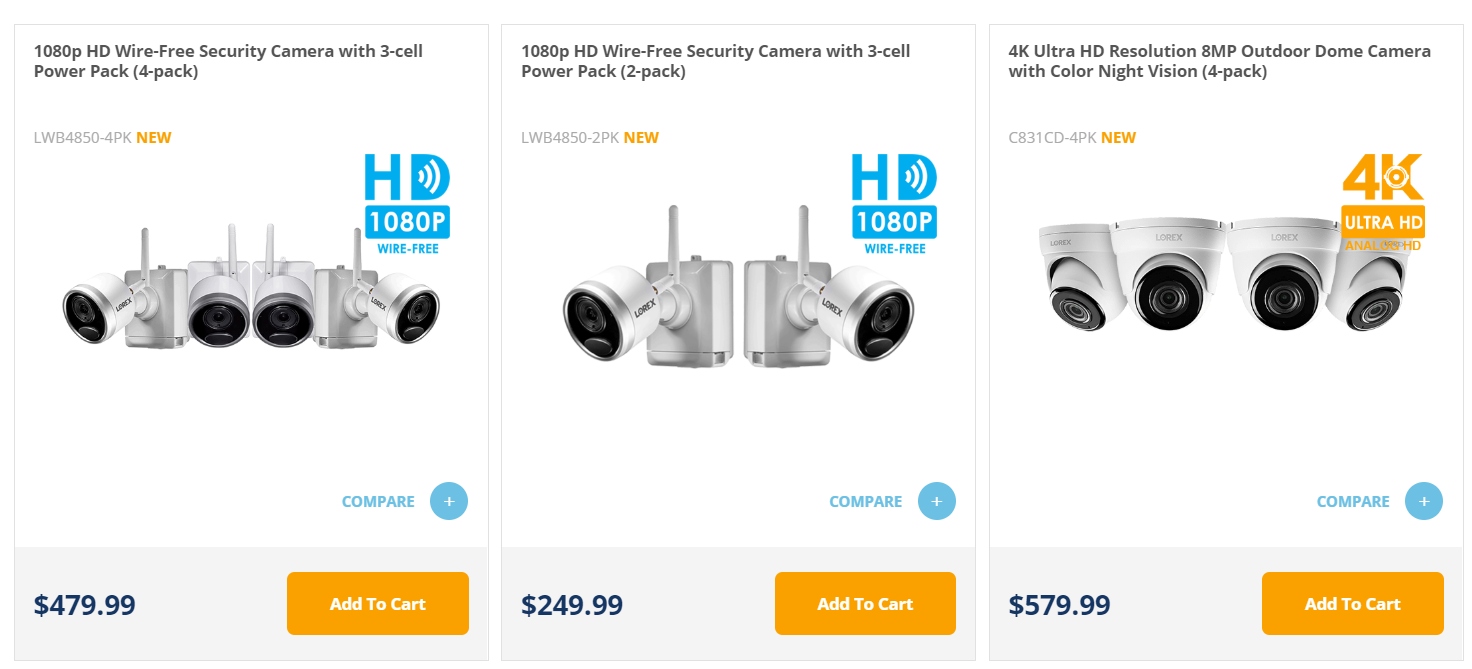 1080p HD Wire-Free Security Camera with 3-cell
Power Pack (4-pack)
LWB4850-4PK NEW
HD
1080P
WIRE-FREE
LOREX
LOREX
COMPARE +
$479.99
Add To Cart
1080p HD Wire-Free Security Camera with 3-cell
Power Pack (2-pack)
LWB4850-2PK NEW
HD
1080P
WIRE-FREE
LOREX
LOREX
COMPARE +
$249.99
Add To Cart
4K Ultra HD Resolution 8MP Outdoor Dome Camera
with Color Night Vision (4-pack)
C831CD-4PK NEW
4K
ULTRA HD
ANALOG HD
LOREX
LOREX
LOREX
COMPARE +
$579.99
Add To Cart